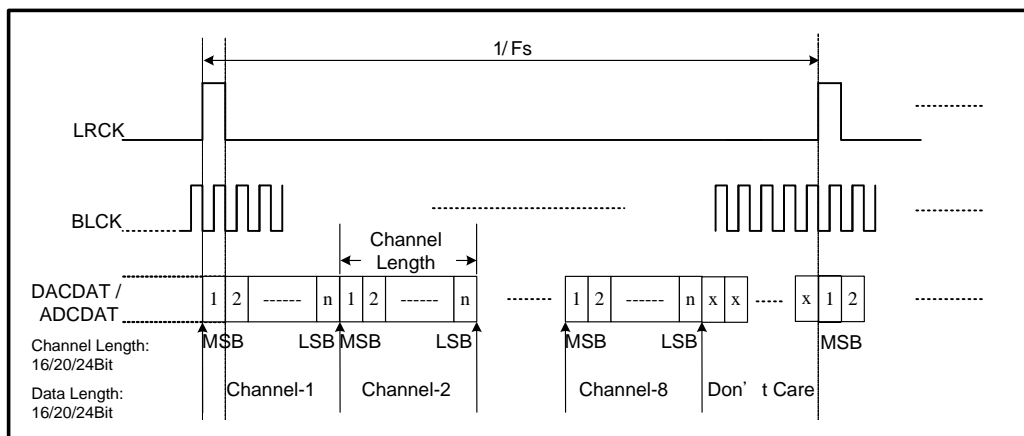 1/ Fs
LRCK
BLCK
Channel
Length
DACDAT /
ADCDAT
1 2 ------ n 1 2 ------ n ------- 1 2 ------ n x x ----- x 1 2
MSB LSB MSB LSB MSB LSB MSB
Channel Length:
16/20/24Bit
Data Length:
16/20/24Bit
Channel-1 Channel-2 Channel-8 Don' t Care